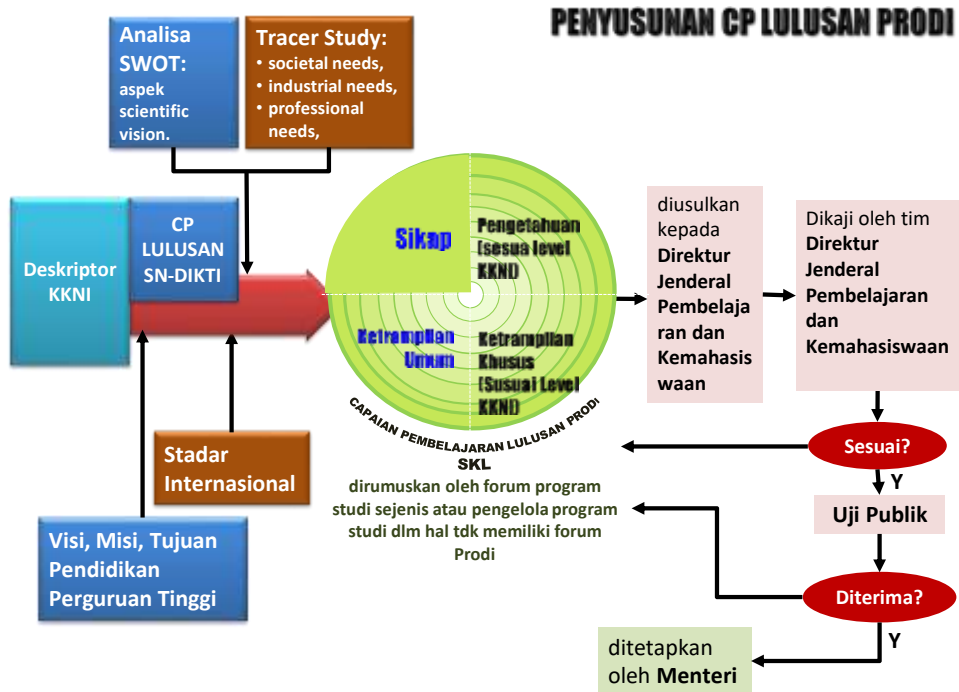 PENYUSUNAN CP LULUSAN PRODI
Analisa
SWOT:
aspek
scientific
vision.
Tracer Study:
• societal needs,
• industrial needs,
• professional
needs,
Deskriptor
KKNI
CP
LULUSAN
SN-DIKTI
Sikap
Pengetahuan
(sesua level
KKNI)
Ketrampilan
Umum
Ketrampilan
Khusus
(Susuai Level
KKNI)
CAPAIAN PEMBELAJARAN LULUSAN PRODI
SKL
dirumuskan oleh forum program
studi sejenis atau pengelola program
studi dlm hal tdk memiliki forum
Prodi
Stadar
Internasional
Visi, Misi, Tujuan
Pendidikan
Perguruan Tinggi
diusulkan
kepada
Direktur
Jenderal
Pembelaja
ran dan
Kemahasis
waan
Dikaji oleh tim
Direktur
Jenderal
Pembelajaran
dan
Kemahasiswaan
Sesuai?
Y
Uji Publik
Diterima?
Y
ditetapkan
oleh Menteri